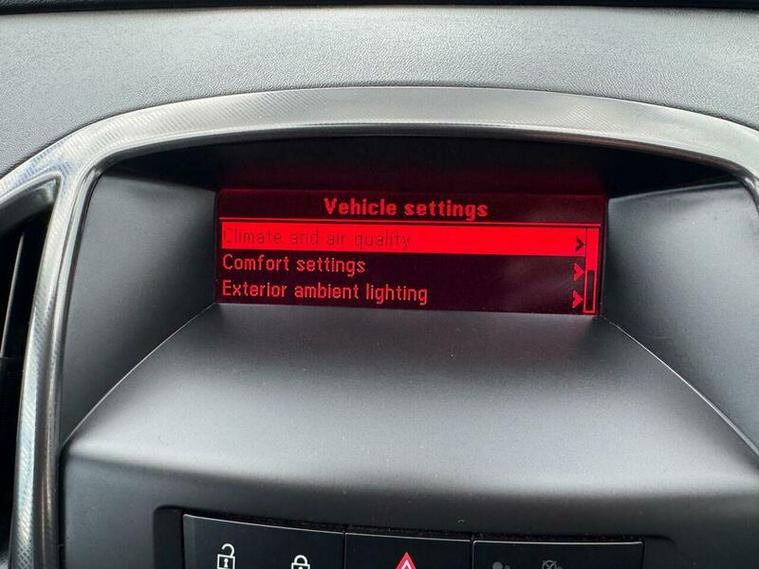 Vehicle settings
Climate and air quality
Comfort settings
Exterior ambient lighting